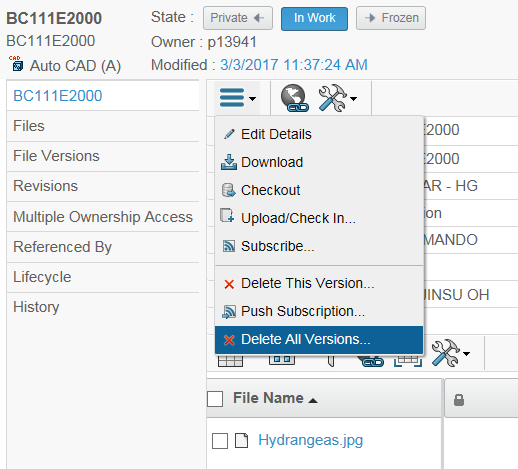 BC111E2000
State : Private In Work Frozen
BC111E2000
Owner : p13941
CAD Auto CAD (A)
Modified : 3/3/2017 11:37:24 AM
BC111E2000
Files
File Versions
Revisions
Multiple Ownership Access
Referenced By
Lifecycle
History
Edit Details
Download
Checkout
Upload/Check In...
Subscribe...
Delete This Version...
Push Subscription...
Delete All Versions...
E2000
E2000
AR - HG
ion
MANDO
JINSU OH
File Name
Hydrangeas.jpg